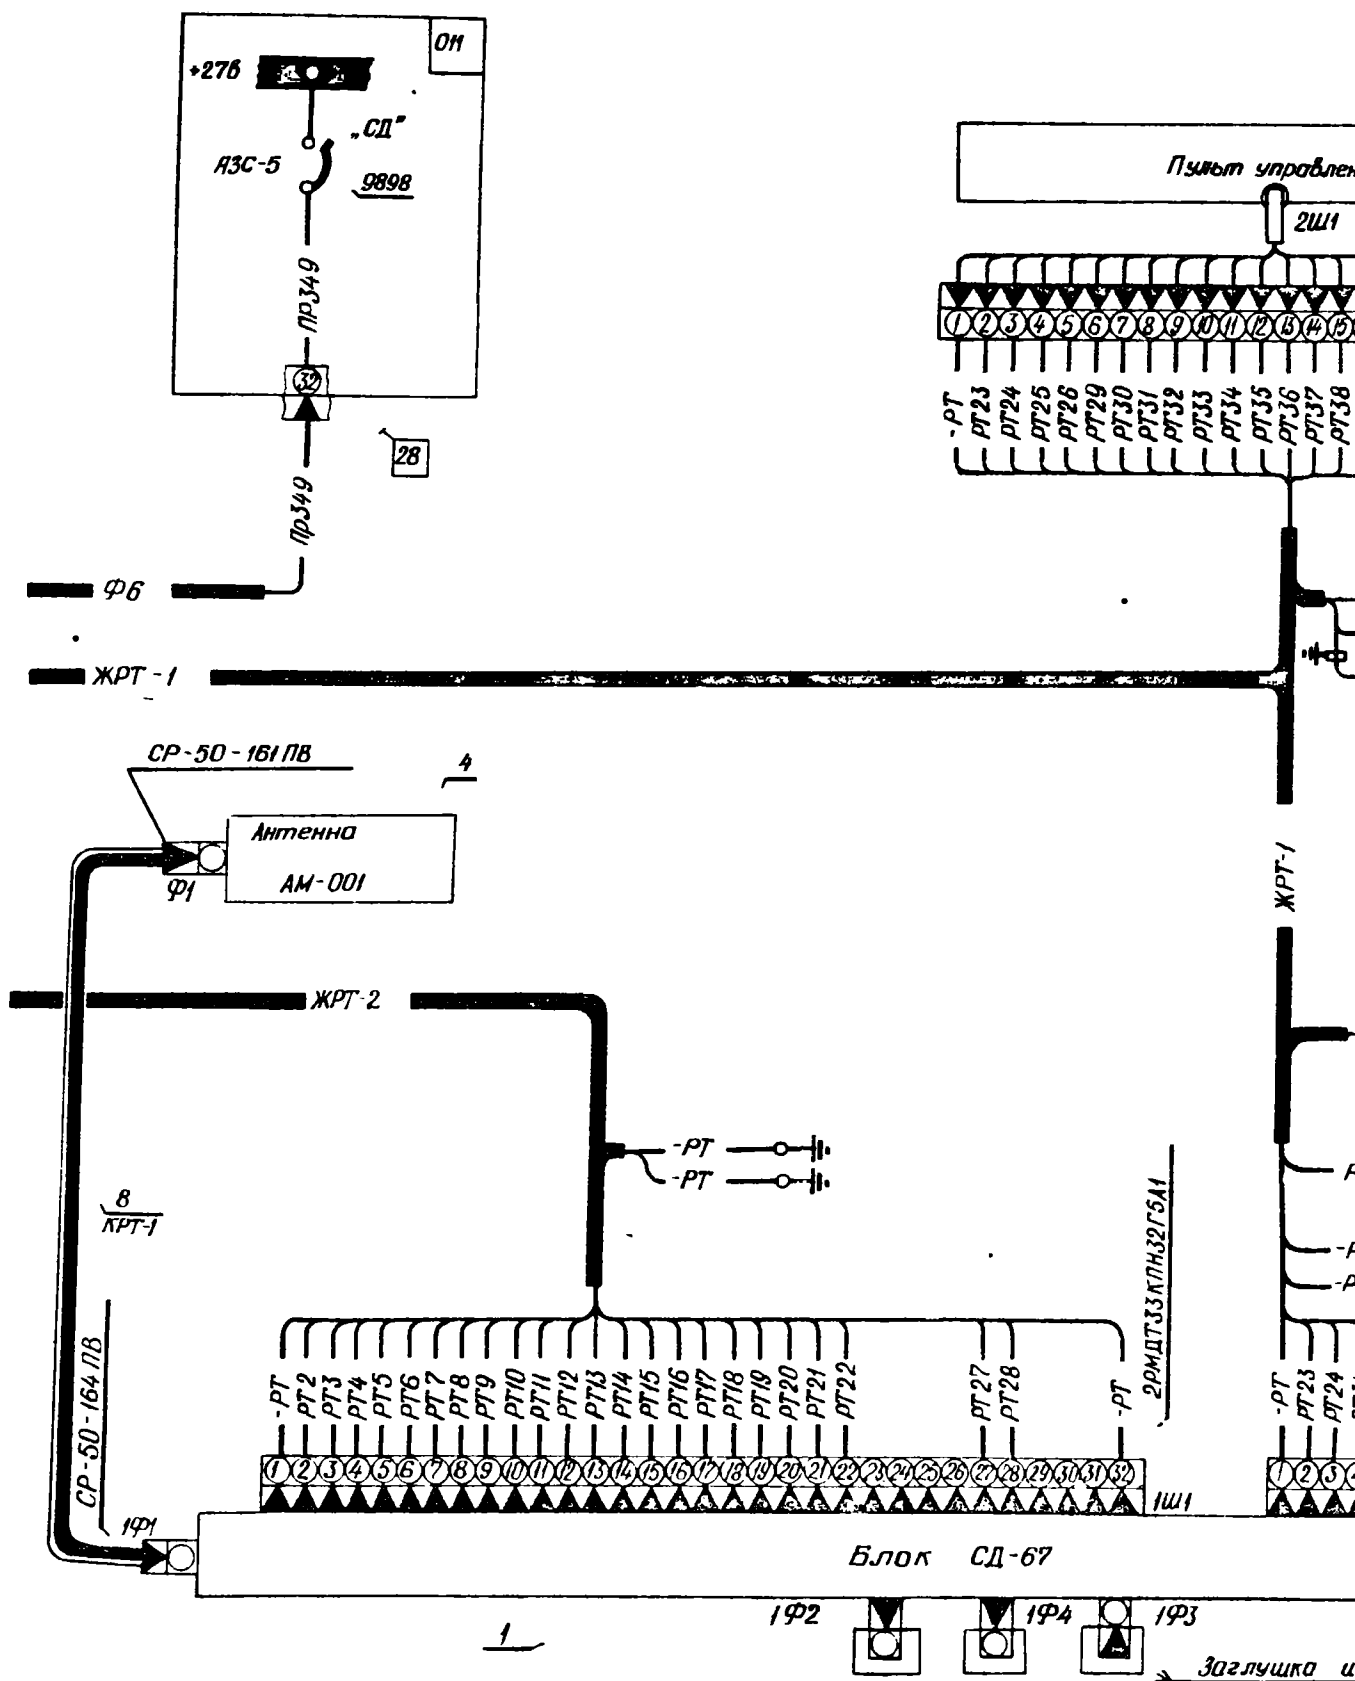 ОП
+27в
„СД"
АЗС-5
9898
ПР349
32
28
Пр349
Ф6
ЖРТ-1
Пульт управлен
2Ш1
1 2 3 4 5 6 7 8 9 10 11 12 13 14 15
-РТ РТ23 РТ24 РТ25 РТ26 РТ29 РТ30 РТ31 РТ32 РТ33 РТ34 РТ35 РТ36 РТ37 РТ38
СР-50-161ПВ
4
Антенна
АМ-001
Ф1
ЖРТ-1
ЖРТ-2
-РТ
-РТ
8
КРТ-1
СР-50-164ПВ
2РМДТ33КПН32Г5А1
-РТ РТ2 РТ3 РТ4 РТ5 РТ6 РТ7 РТ8 РТ9 РТ10 РТ11 РТ12 РТ13 РТ14 РТ15 РТ16 РТ17 РТ18 РТ19 РТ20 РТ21 РТ22 РТ27 РТ28 -РТ
-РТ РТ23 РТ24
1 2 3 4 5 6 7 8 9 10 11 12 13 14 15 16 17 18 19 20 21 22 23 24 25 26 27 28 29 30 31 32
1Ш1
1 2 3
1Ф1
Блок СД-67
1Ф2
1Ф4
1Ф3
1
Заглушка